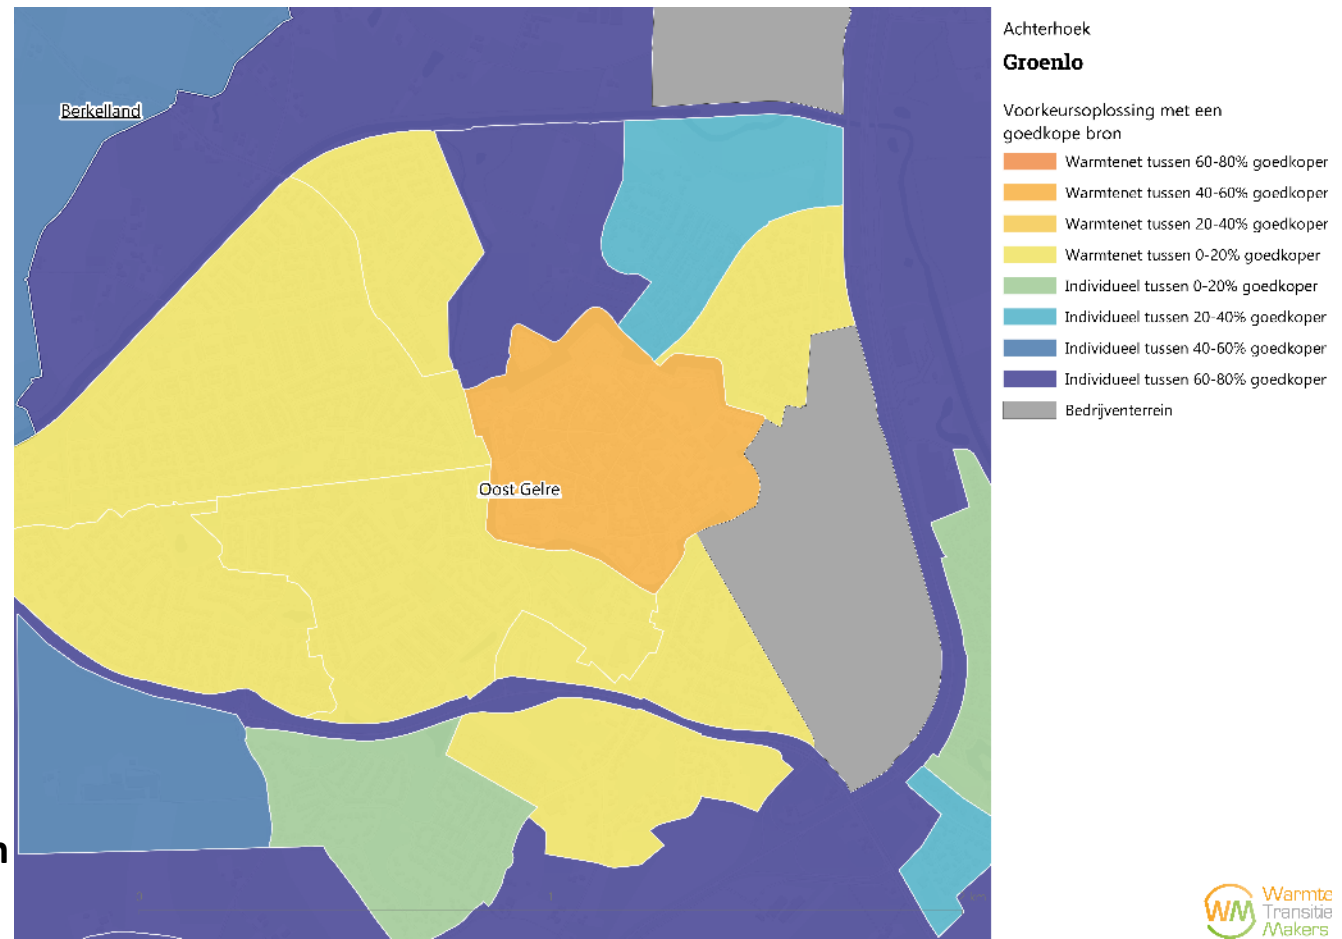 Berkelland
Oost Gelre
Achterhoek
Groenlo
Voorkeursoplossing met een
goedkope bron
Warmtenet tussen 60-80% goedkoper
Warmtenet tussen 40-60% goedkoper
Warmtenet tussen 20-40% goedkoper
Warmtenet tussen 0-20% goedkoper
Individueel tussen 0-20% goedkoper
Individueel tussen 20-40% goedkoper
Individueel tussen 40-60% goedkoper
Individueel tussen 60-80% goedkoper
Bedrijventerrein
n
0 1
WM
Warmte
Transitie
Makers